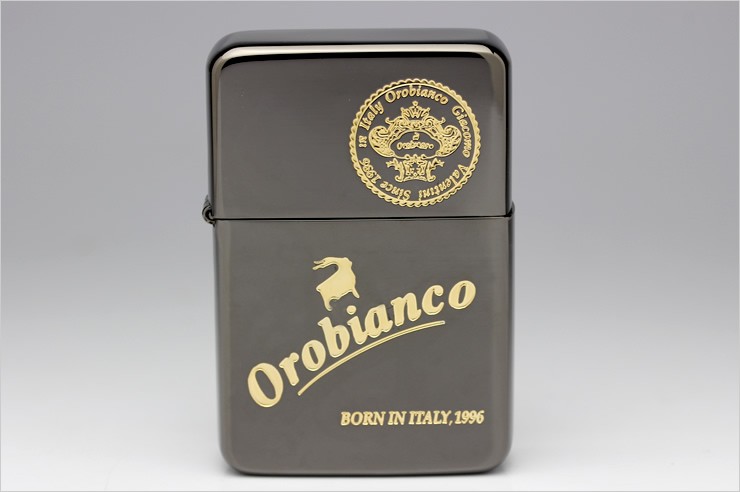 in Italy Orobianco Giacomo Valentini Since 1996
Orobianco
Orobianco
BORN IN ITALY, 1996